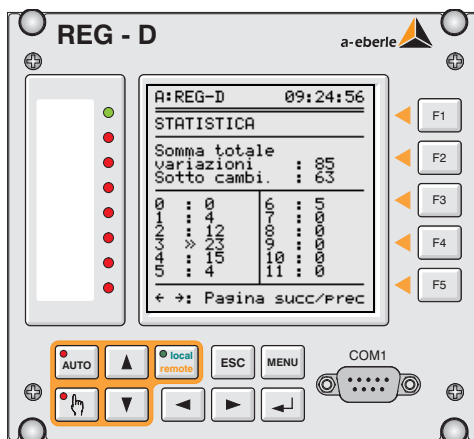 REG - D
a-eberle
A:REG-D 09:24:56
STATISTICA
Somma totale
variazioni : 85
Sotto cambi. : 63
0 : 0 6 : 5
1 : 4 7 : 0
2 : 12 8 : 0
3 » 23 9 : 0
4 : 15 10 : 0
5 : 4 11 : 0
← →: Pagina succ/prec
F1
F2
F3
F4
F5
AUTO
local
remote
ESC
MENU
COM1